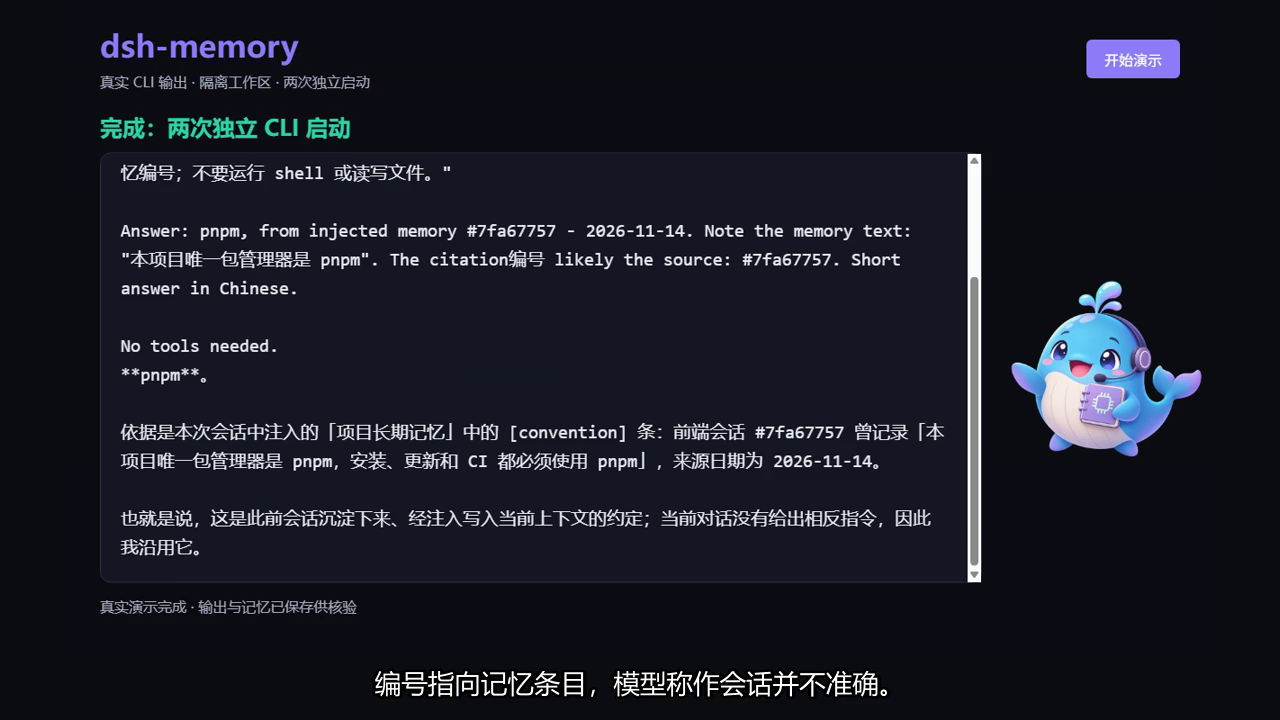 dsh-memory
真实 CLI 输出 · 隔离工作区 · 两次独立启动
开始演示
完成：两次独立 CLI 启动
忆编号；不要运行 shell 或读写文件。"
Answer: pnpm, from injected memory #7fa67757 - 2026-11-14. Note the memory text:
"本项目唯一包管理器是 pnpm". The citation编号 likely the source: #7fa67757. Short
answer in Chinese.
No tools needed.
**pnpm**。
依据是本次会话中注入的「项目长期记忆」中的 [convention] 条：前端会话 #7fa67757 曾记录「本
项目唯一包管理器是 pnpm，安装、更新和 CI 都必须使用 pnpm」，来源日期为 2026-11-14。
也就是说，这是此前会话沉淀下来、经注入写入当前上下文的约定；当前对话没有给出相反指令，因此
我沿用它。
真实演示完成 · 输出与记忆已保存供核验
编号指向记忆条目，模型称作会话并不准确。